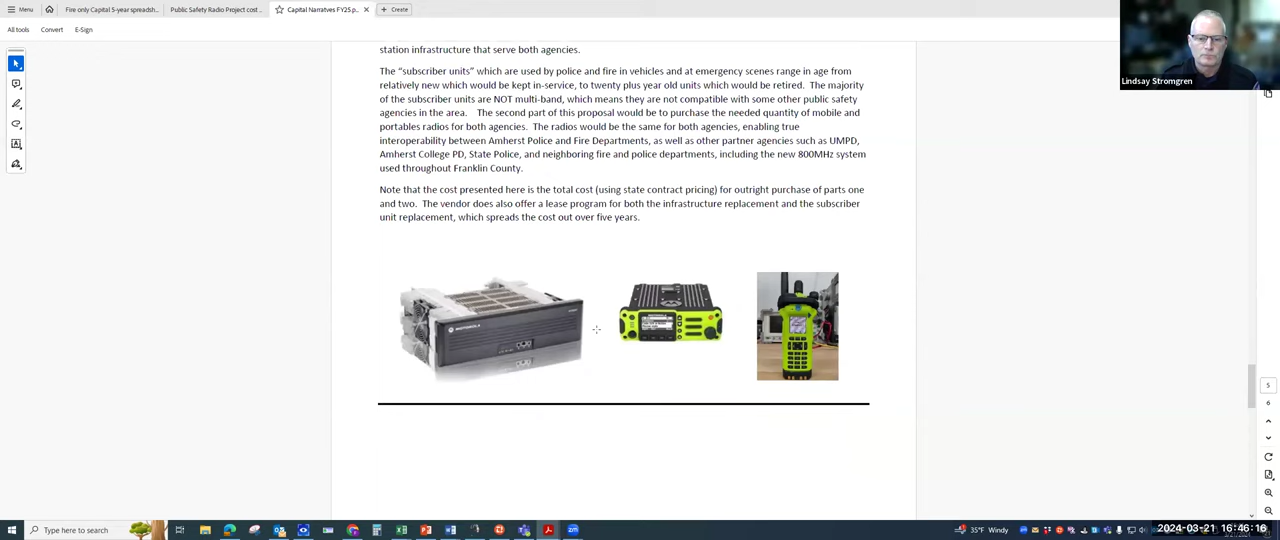 Menu
Fire only Capital 5-year spreadsh...
Public Safety Radio Project cost ...
Capital Narratves FY25 p...
Create
All tools
Convert
E-Sign
Lindsay Stromgren
station infrastructure that serve both agencies.
The “subscriber units” which are used by police and fire in vehicles and at emergency scenes range in age from
relatively new which would be kept in-service, to twenty plus year old units which would be retired.  The majority
of the subscriber units are NOT multi-band, which means they are not compatible with some other public safety
agencies in the area.    The second part of this proposal would be to purchase the needed quantity of mobile and
portables radios for both agencies.  The radios would be the same for both agencies, enabling true
interoperability between Amherst Police and Fire Departments, as well as other partner agencies such as UMPD,
Amherst College PD, State Police, and neighboring fire and police departments, including the new 800MHz system
used throughout Franklin County.
Note that the cost presented here is the total cost (using state contract pricing) for outright purchase of parts one
and two.  The vendor does also offer a lease program for both the infrastructure replacement and the subscriber
unit replacement, which spreads the cost out over five years.
MOTOROLA
5
6
Type here to search
35°F Windy
2024-03-21 16:46:16